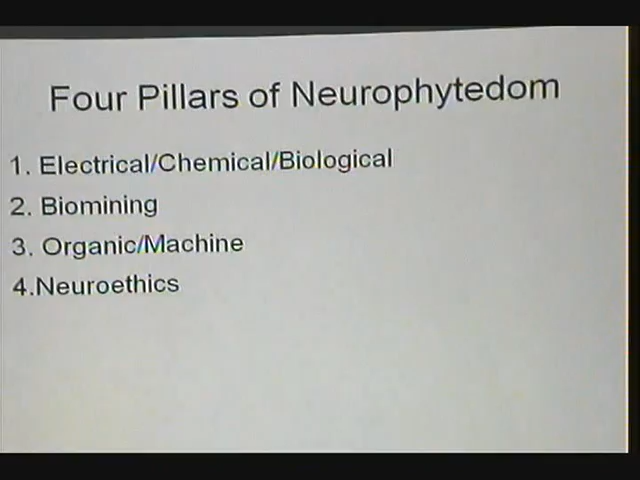 Four Pillars of Neurophytedom
1. Electrical/Chemical/Biological
2. Biomining
3. Organic/Machine
4.Neuroethics